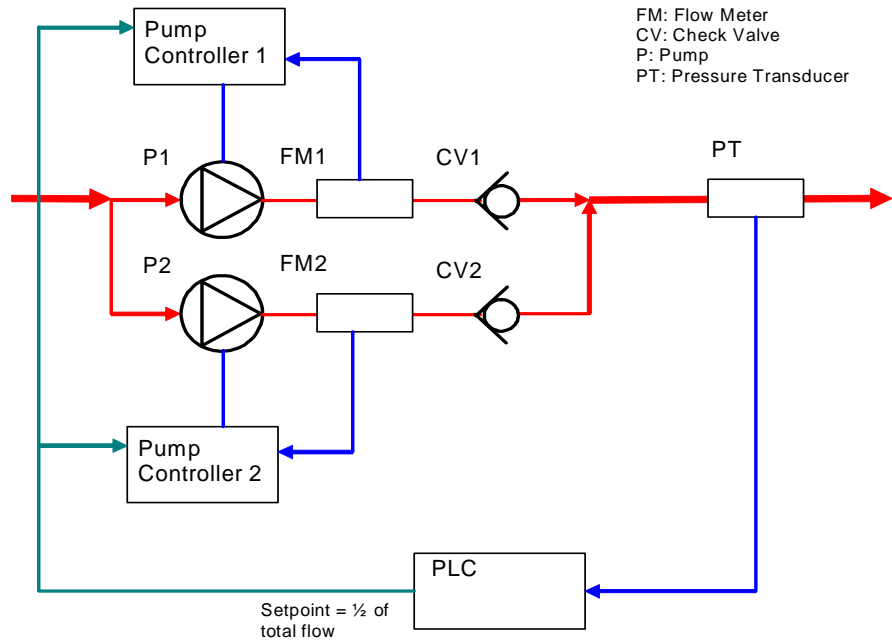 Pump
Controller 1
FM: Flow Meter
CV: Check Valve
P: Pump
PT: Pressure Transducer
P1
FM1
CV1
PT
P2
FM2
CV2
Pump
Controller 2
PLC
Setpoint = ½ of
total flow